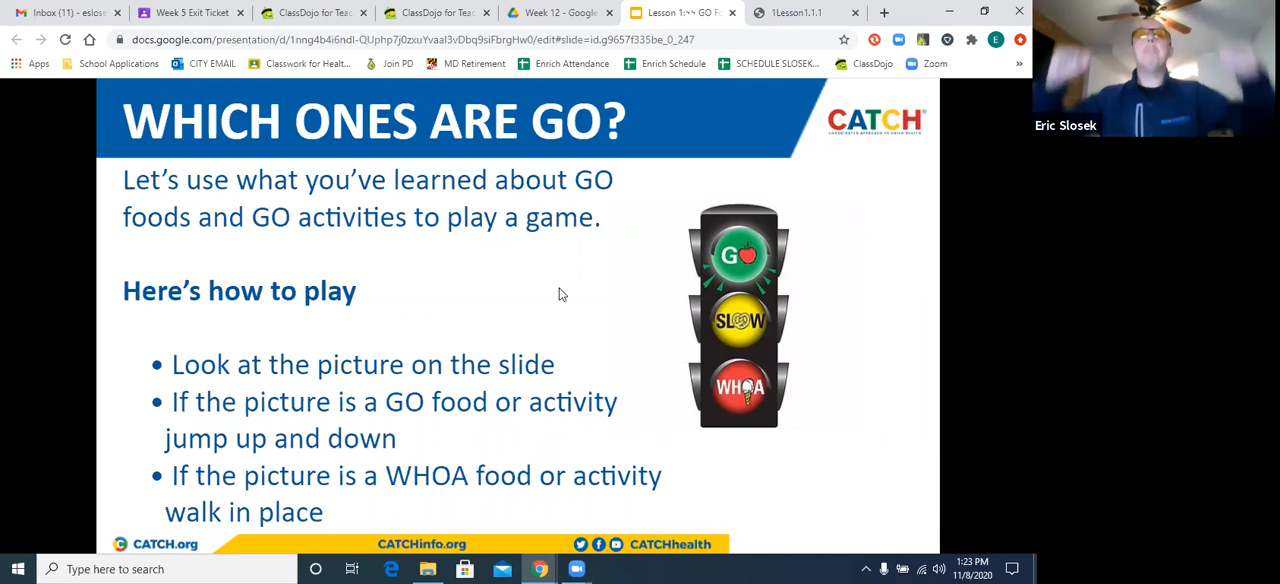 Inbox (11) - eslose
Week 5 Exit Ticket
ClassDojo for Teac
ClassDojo for Teac
Week 12 - Google
Lesson 1: GO F
1Lesson1.1.1
docs.google.com/presentation/d/1nng4b4i6ndI-QUphp7j0zxuYvaaI3vDbq9siFbrgHw0/edit#slide=id.g9657f335be_0_247
Apps
School Applications
CITY EMAIL
Classwork for Healt...
Join PD
MD Retirement
Enrich Attendance
Enrich Schedule
SCHEDULE SLOSEK...
ClassDojo
Zoom
»
E
Eric Slosek
WHICH ONES ARE GO?
CATCH®
Let's use what you've learned about GO
foods and GO activities to play a game.
GO
SLOW
WHOA
Here's how to play
• Look at the picture on the slide
• If the picture is a GO food or activity
jump up and down
• If the picture is a WHOA food or activity
walk in place
CATCH.org
CATCHinfo.org
CATCHhealth
Type here to search
1:23 PM
11/8/2020